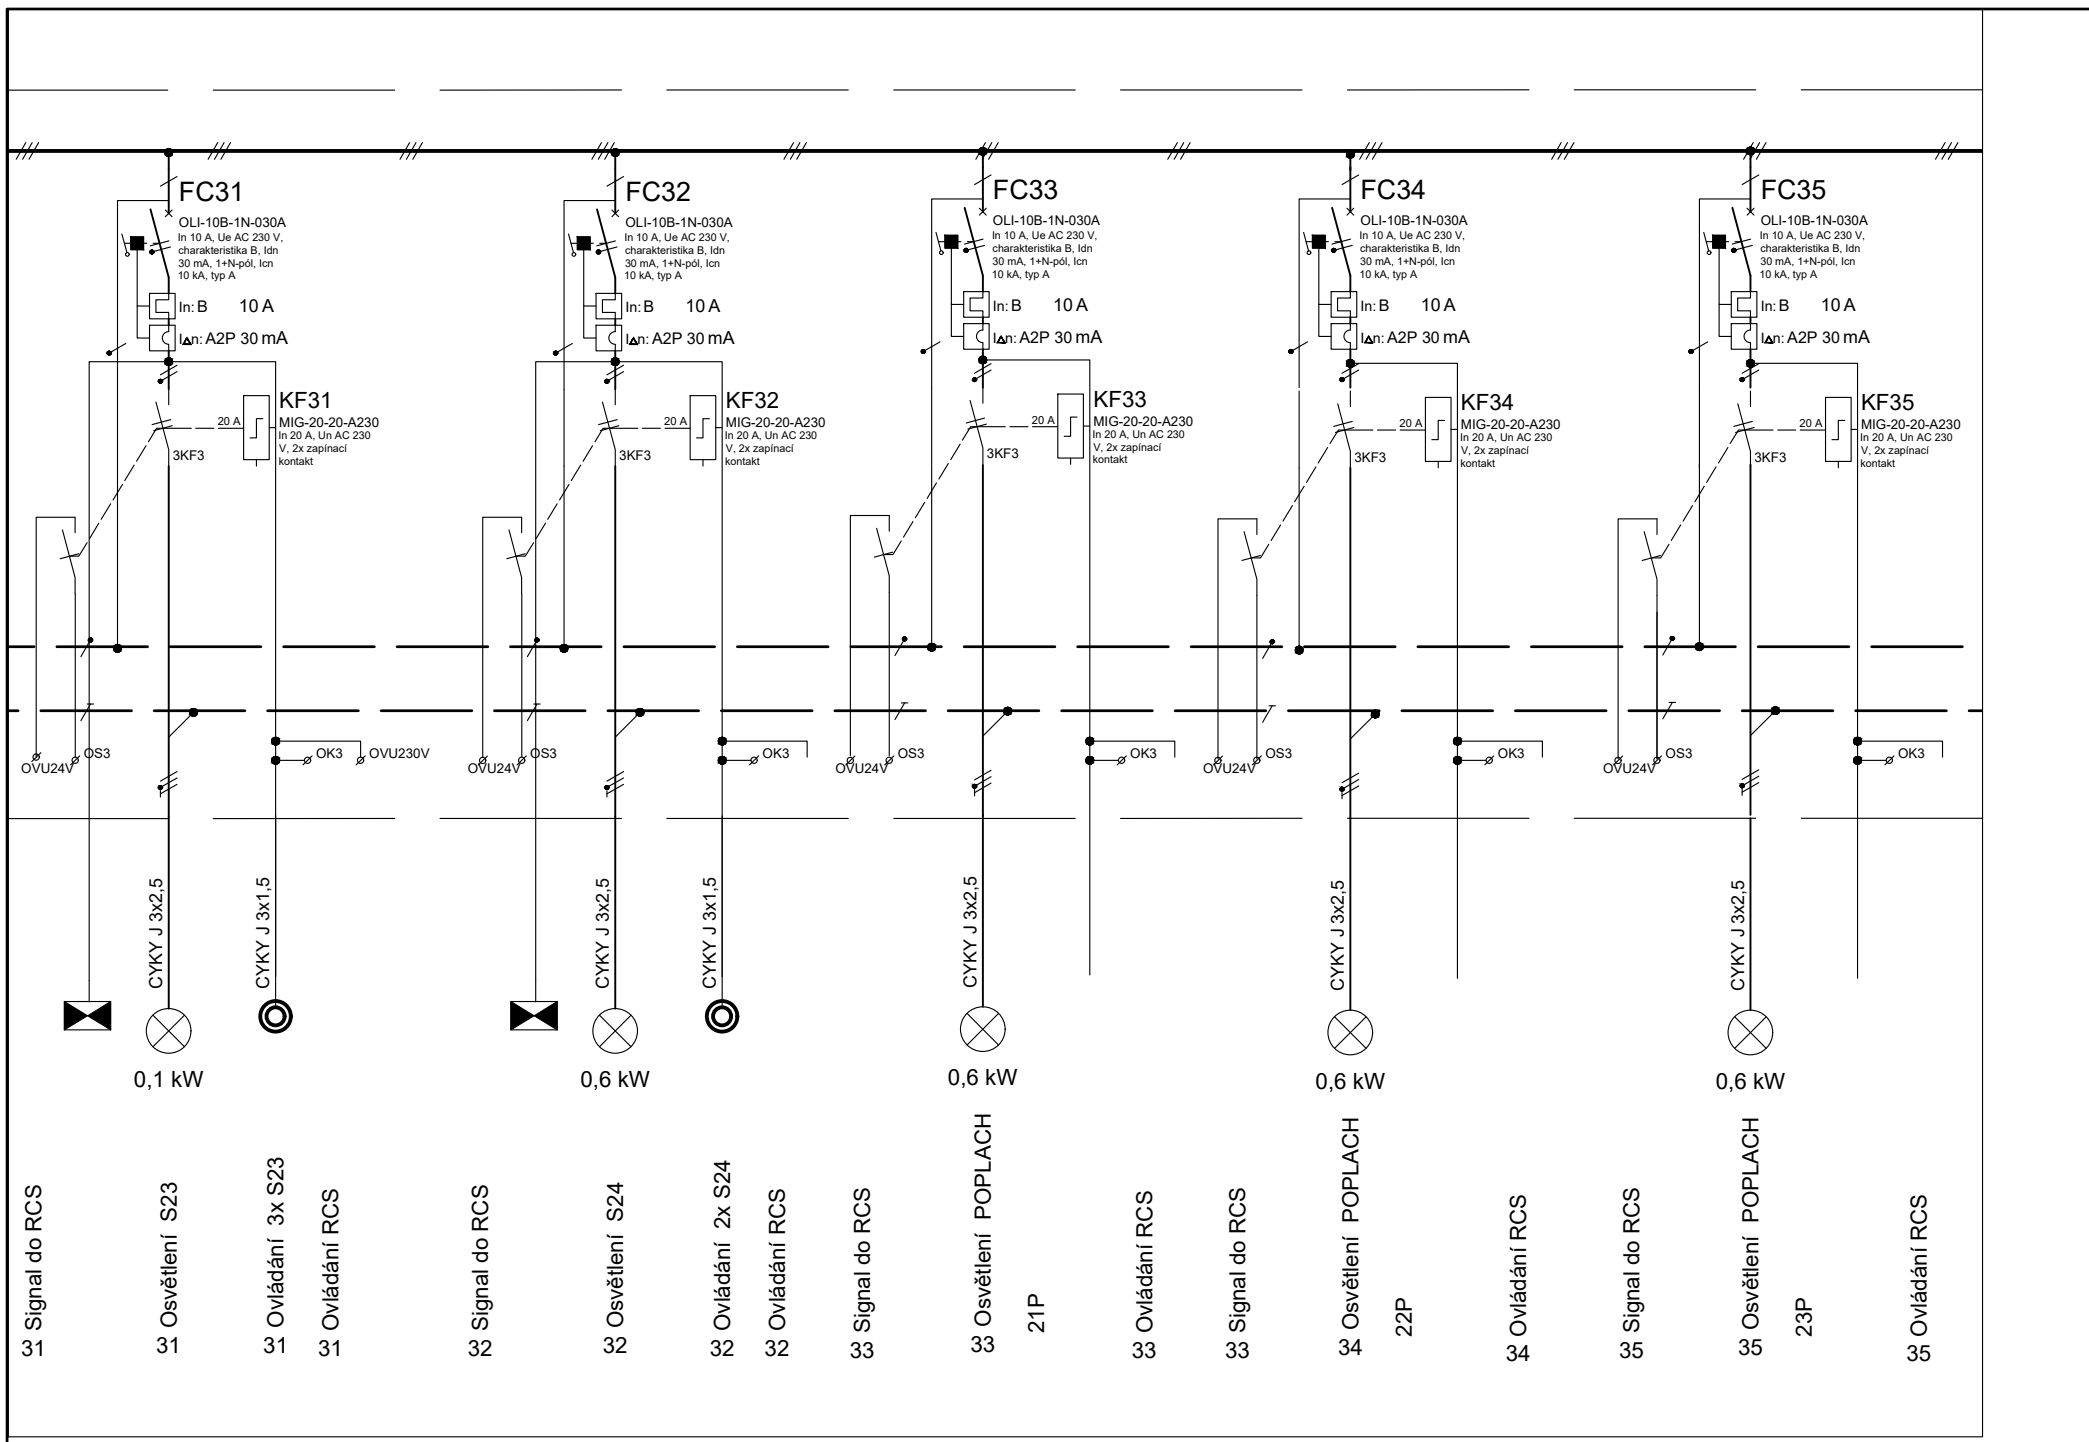 FC31
OLI-10B-1N-030A
In 10 A, Ue AC 230 V,
charakteristika B, Idn
30 mA, 1+N-pól, Icn
10 kA, typ A
In: B 10 A
I∆n: A2P 30 mA
KF31
20 A
MIG-20-20-A230
In 20 A, Un AC 230
V, 2x zapínací
kontakt
3KF3
OVU24V
OS3
OK3
OVU230V
CYKY J 3x2,5
CYKY J 3x1,5
0,1 kW
31 Signal do RCS
31 Osvětlení S23
31 Ovládání 3x S23
31 Ovládání RCS
FC32
OLI-10B-1N-030A
In 10 A, Ue AC 230 V,
charakteristika B, Idn
30 mA, 1+N-pól, Icn
10 kA, typ A
In: B 10 A
I∆n: A2P 30 mA
KF32
20 A
MIG-20-20-A230
In 20 A, Un AC 230
V, 2x zapínací
kontakt
3KF3
OVU24V
OS3
OK3
CYKY J 3x2,5
CYKY J 3x1,5
0,6 kW
32 Signal do RCS
32 Osvětlení S24
32 Ovládání 2x S24
32 Ovládání RCS
FC33
OLI-10B-1N-030A
In 10 A, Ue AC 230 V,
charakteristika B, Idn
30 mA, 1+N-pól, Icn
10 kA, typ A
In: B 10 A
I∆n: A2P 30 mA
KF33
20 A
MIG-20-20-A230
In 20 A, Un AC 230
V, 2x zapínací
kontakt
3KF3
OVU24V
OS3
OK3
CYKY J 3x2,5
0,6 kW
33 Signal do RCS
33 Osvětlení POPLACH
21P
33 Ovládání RCS
FC34
OLI-10B-1N-030A
In 10 A, Ue AC 230 V,
charakteristika B, Idn
30 mA, 1+N-pól, Icn
10 kA, typ A
In: B 10 A
I∆n: A2P 30 mA
KF34
20 A
MIG-20-20-A230
In 20 A, Un AC 230
V, 2x zapínací
kontakt
3KF3
OVU24V
OS3
OK3
CYKY J 3x2,5
0,6 kW
33 Signal do RCS
34 Osvětlení POPLACH
22P
34 Ovládání RCS
FC35
OLI-10B-1N-030A
In 10 A, Ue AC 230 V,
charakteristika B, Idn
30 mA, 1+N-pól, Icn
10 kA, typ A
In: B 10 A
I∆n: A2P 30 mA
KF35
20 A
MIG-20-20-A230
In 20 A, Un AC 230
V, 2x zapínací
kontakt
3KF3
OVU24V
OS3
OK3
CYKY J 3x2,5
0,6 kW
35 Signal do RCS
35 Osvětlení POPLACH
23P
35 Ovládání RCS